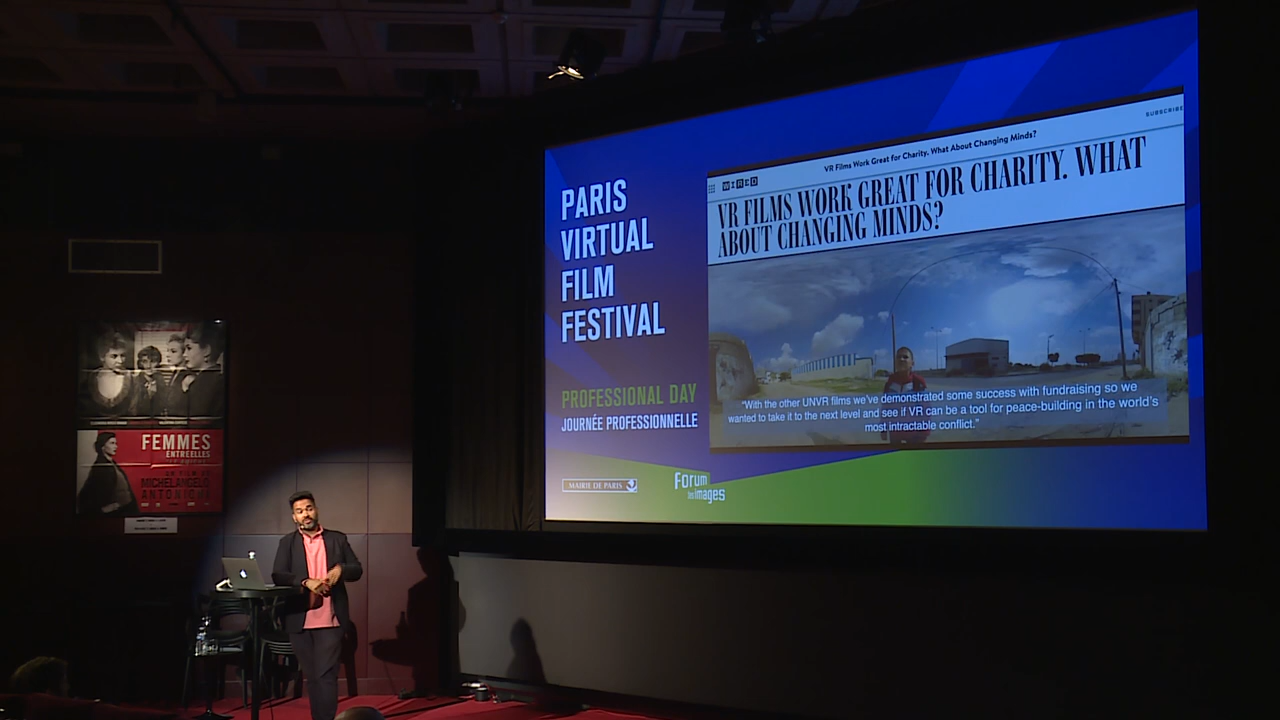 PARIS
VIRTUAL
FILM
FESTIVAL
PROFESSIONAL DAY
JOURNÉE PROFESSIONNELLE
MAIRIE DE PARIS
Forum
des images
SUBSCRIBE
VR Films Work Great for Charity. What About Changing Minds?
WIRED
VR FILMS WORK GREAT FOR CHARITY. WHAT
ABOUT CHANGING MINDS?
"With the other UNVR films we've demonstrated some success with fundraising so we
wanted to take it to the next level and see if VR can be a tool for peace-building in the world's
most intractable conflict."
FEMMES
ENTRE ELLES
MICHELANGELO
ANTONIONI